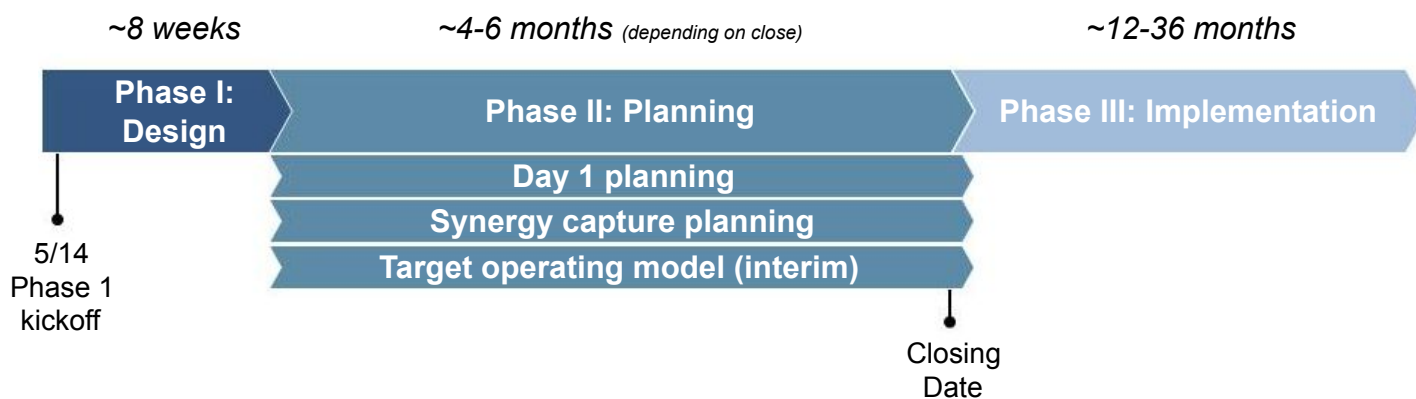 ~8 weeks
~4-6 months (depending on close)
~12-36 months
Phase I:
Design
Phase II: Planning
Phase III: Implementation
Day 1 planning
Synergy capture planning
Target operating model (interim)
5/14
Phase 1
kickoff
Closing
Date